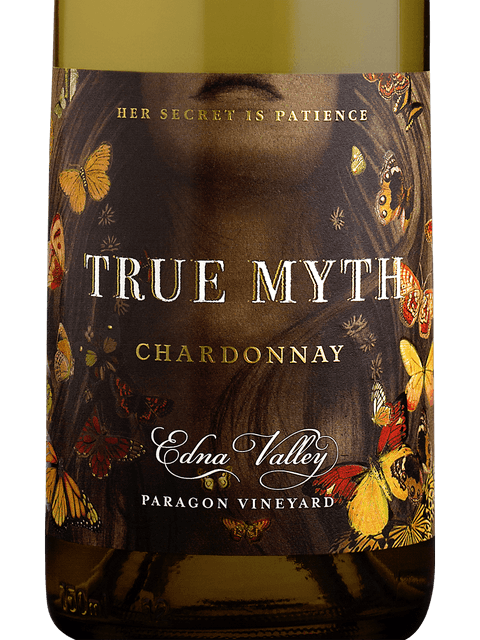 HER SECRET IS PATIENCE
TRUE MYTH
CHARDONNAY
Edna Valley
PARAGON VINEYARD